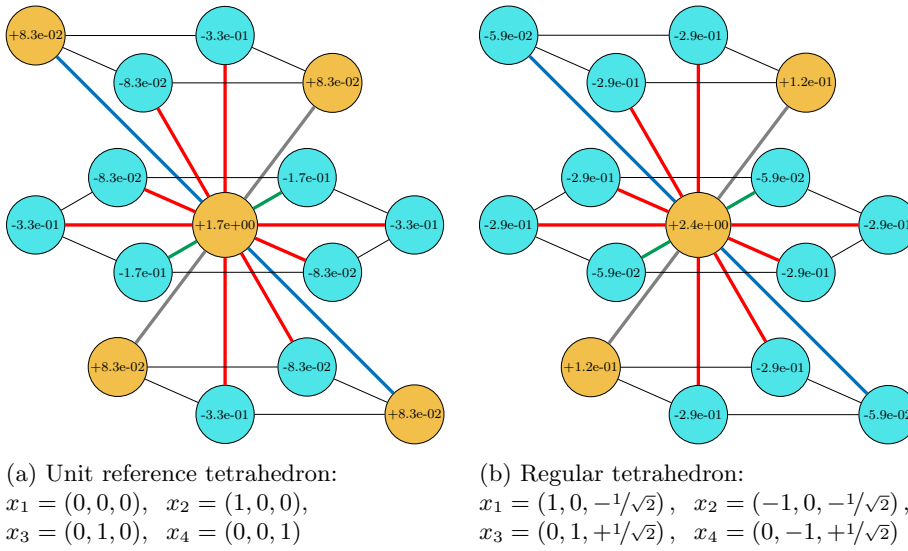 +8.3e-02 -3.3e-01 -5.9e-02 -2.9e-01
-8.3e-02 +8.3e-02 -2.9e-01 +1.2e-01
-8.3e-02 -1.7e-01 -2.9e-01 -5.9e-02
-3.3e-01 +1.7e+00 -3.3e-01 -2.9e-01 +2.4e+00 -2.9e-01
-1.7e-01 -8.3e-02 -5.9e-02 -2.9e-01
+8.3e-02 -8.3e-02 +1.2e-01 -2.9e-01
-3.3e-01 +8.3e-02 -2.9e-01 -5.9e-02
(a) Unit reference tetrahedron:
x₁ = (0, 0, 0), x₂ = (1, 0, 0),
x₃ = (0, 1, 0), x₄ = (0, 0, 1)
(b) Regular tetrahedron:
x₁ = (1, 0, −1/√2), x₂ = (−1, 0, −1/√2),
x₃ = (0, 1, +1/√2), x₄ = (0, −1, +1/√2)